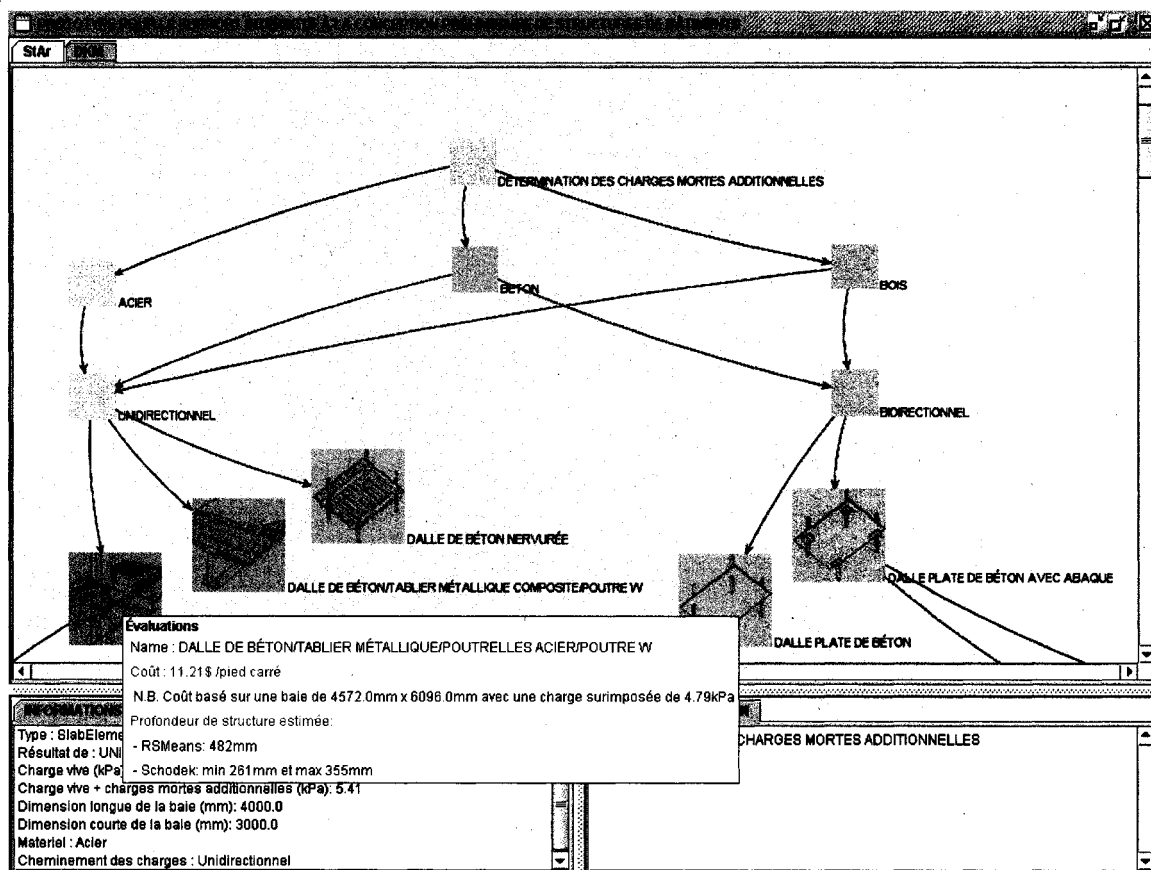 StAr
DKM
DÉTERMINATION DES CHARGES MORTES ADDITIONNELLES
ACIER
BÉTON
BOIS
UNIDIRECTIONNEL
BIDIRECTIONNEL
DALLE DE BÉTON NERVURÉE
DALLE DE BÉTON/TABLIER MÉTALLIQUE COMPOSITE/POUTRE W
DALLE PLATE DE BÉTON AVEC ABAQUE
DALLE PLATE DE BÉTON
Évaluations
Name : DALLE DE BÉTON/TABLIER MÉTALLIQUE/POUTRELLES ACIER/POUTRE W
Coût : 11.21$ /pied carré
N.B. Coût basé sur une baie de 4572.0mm x 6096.0mm avec une charge surimposée de 4.79kPa
Profondeur de structure estimée:
- RSMeans: 482mm
- Schodek: min 261mm et max 355mm
INFORMATIONS
Type : SlabEleme
Résultat de : UNI
Charge vive (kPa)
Charge vive + charges mortes additionnelles (kPa): 5.41
Dimension longue de la baie (mm): 4000.0
Dimension courte de la baie (mm): 3000.0
Materiel : Acier
Cheminement des charges : Unidirectionnel
CHARGES MORTES ADDITIONNELLES